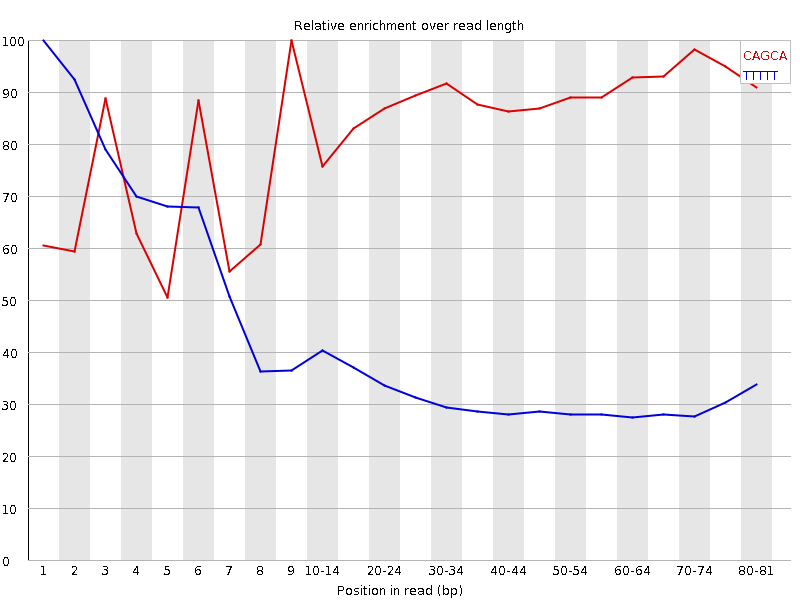 Relative enrichment over read length
100
90
80
70
60
50
40
30
20
10
0
CAGCA
TTTTT
1 2 3 4 5 6 7 8 9 10-14 20-24 30-34 40-44 50-54 60-64 70-74 80-81
Position in read (bp)